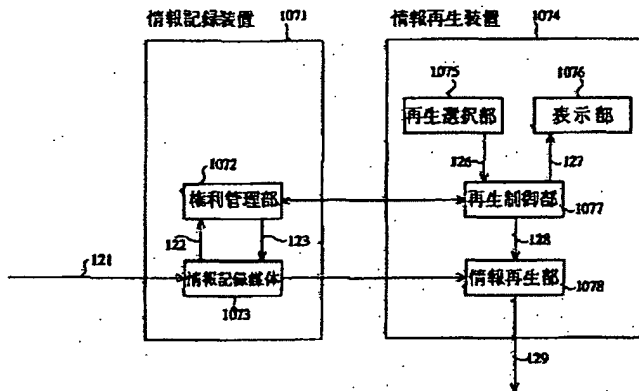 情報記録装置 1071
情報再生装置 1074
1075
1076
再生選択部
表示部
126
127
1072
権利管理部
再生制御部
1077
122
123
128
121
情報記録媒体
情報再生部
1073
1078
129